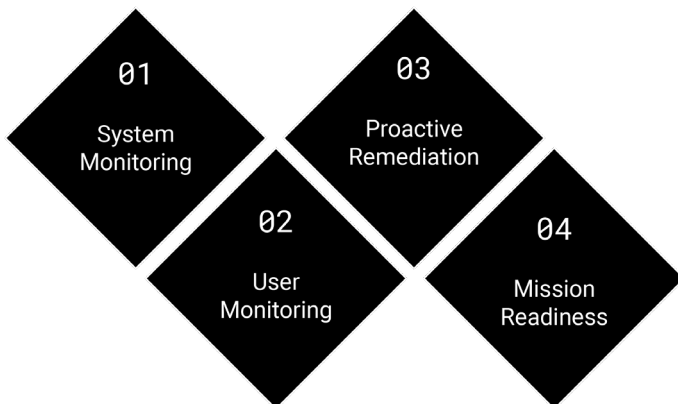 01
System
Monitoring
02
User
Monitoring
03
Proactive
Remediation
04
Mission
Readiness